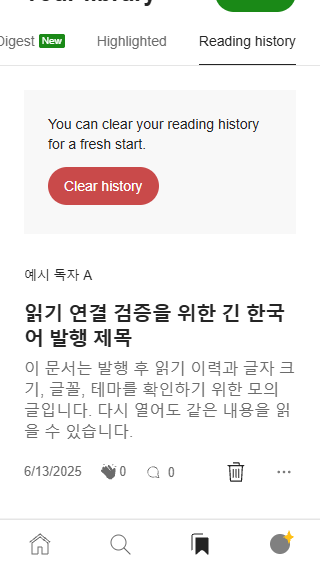 Digest New Highlighted Reading history
You can clear your reading history
for a fresh start.
Clear history
예시 독자 A
읽기 연결 검증을 위한 긴 한국
어 발행 제목
이 문서는 발행 후 읽기 이력과 글자 크
기, 글꼴, 테마를 확인하기 위한 모의
글입니다. 다시 열어도 같은 내용을 읽
을 수 있습니다.
6/13/2025 0 0